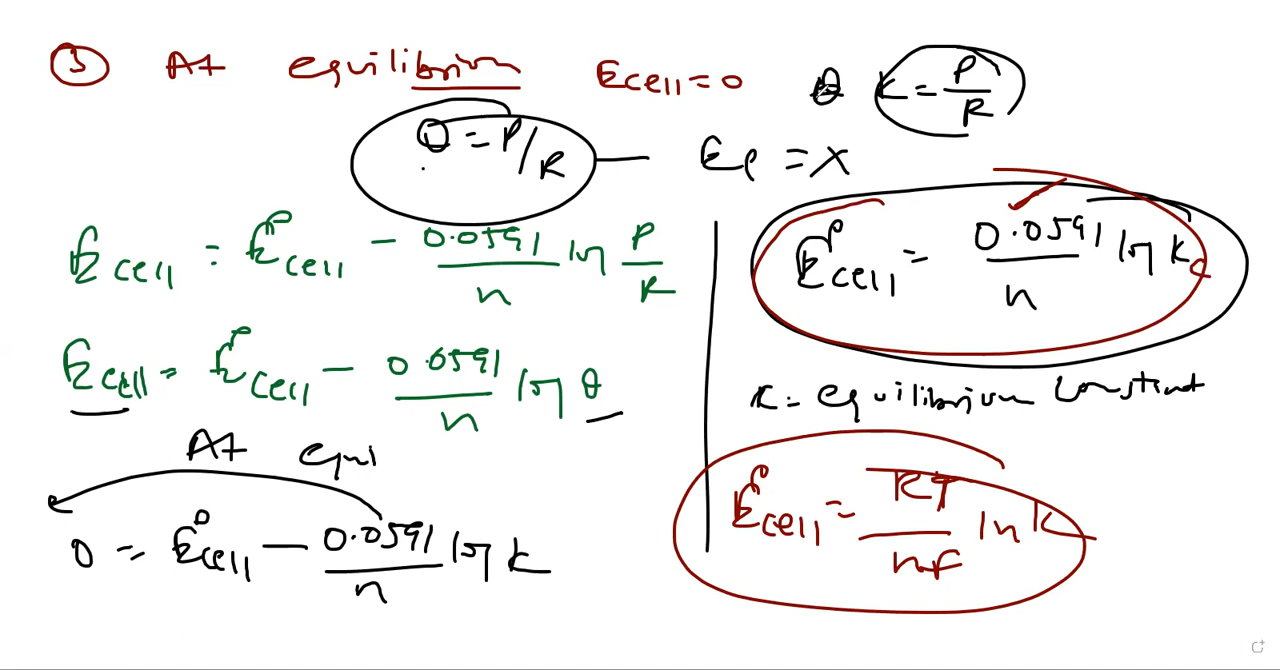 ③ At equilibrium Ecell = 0 Q K = P/R
Q = P/R — Ep = x
E°cell = E°cell - 0.0591/n log P/R
Ecell = E°cell - 0.0591/n log Q
At equi
0 = E°cell - 0.0591/n log K
E°cell = 0.0591/n log Kc
K = equilibrium constant
E°cell = RT/nF ln K